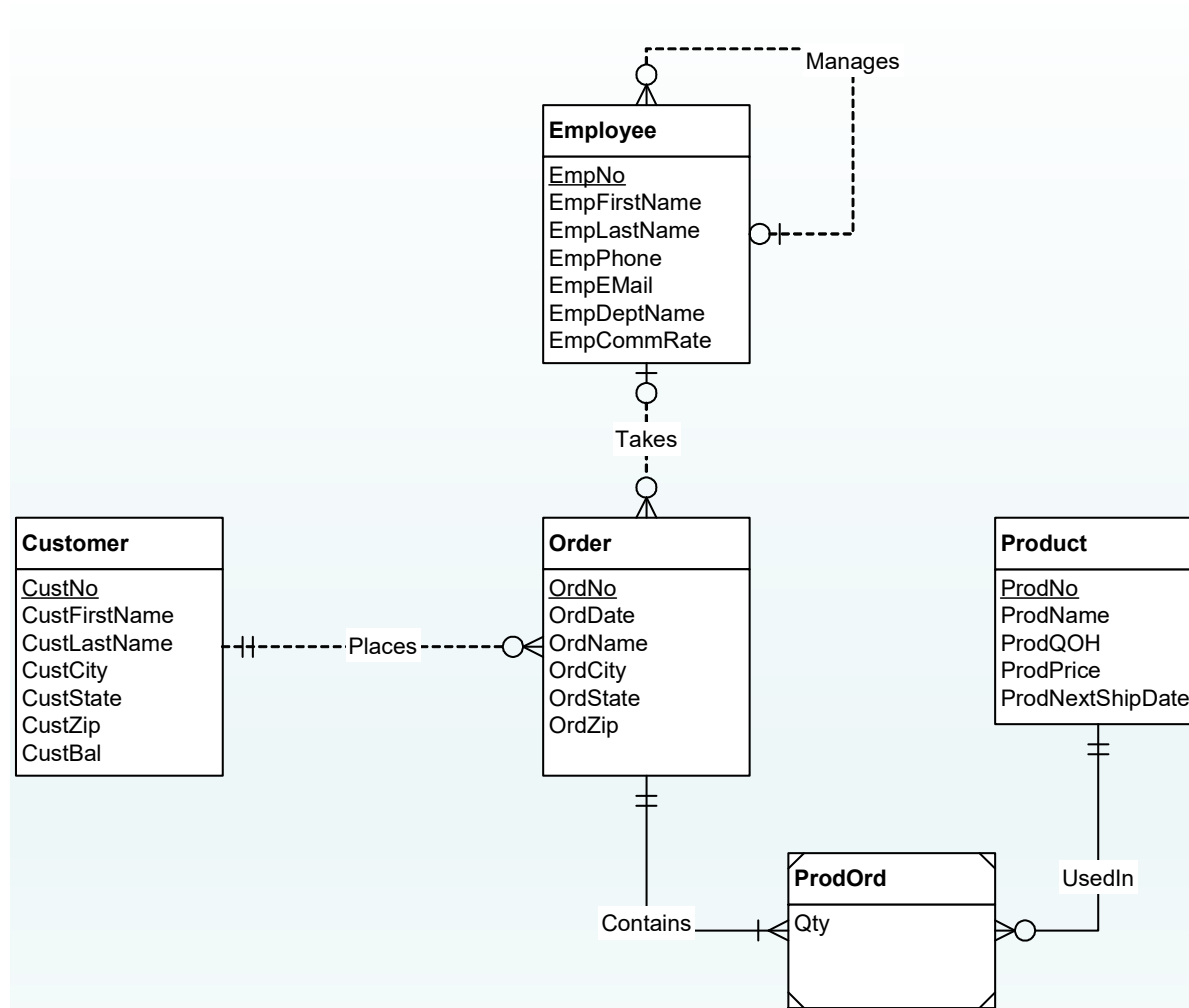 Manages
Employee
EmpNo
EmpFirstName
EmpLastName
EmpPhone
EmpEMail
EmpDeptName
EmpCommRate
Takes
Customer
CustNo
CustFirstName
CustLastName
CustCity
CustState
CustZip
CustBal
Places
Order
OrdNo
OrdDate
OrdName
OrdCity
OrdState
OrdZip
Product
ProdNo
ProdName
ProdQOH
ProdPrice
ProdNextShipDate
Contains
ProdOrd
Qty
UsedIn